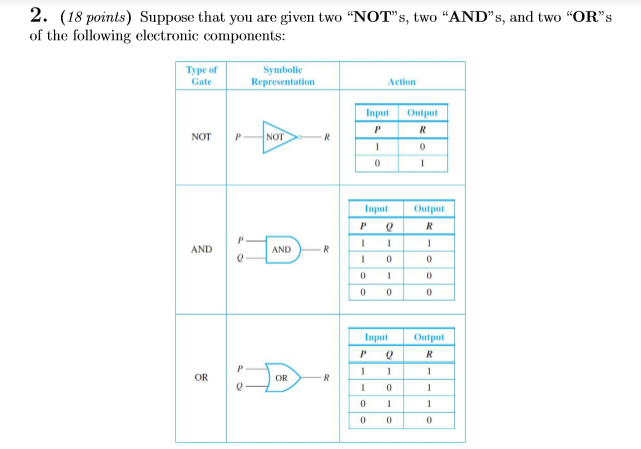 2. (18 points) Suppose that you are given two “NOT”s, two “AND”s, and two “OR”s
of the following electronic components:
Type of Gate Symbolic Representation Action
Input Output
P R
NOT P NOT R
1 0
0 1
Input Output
P Q R
1 1 1
AND P Q AND R
1 0 0
0 1 0
0 0 0
Input Output
P Q R
1 1 1
OR P Q OR R
1 0 1
0 1 1
0 0 0